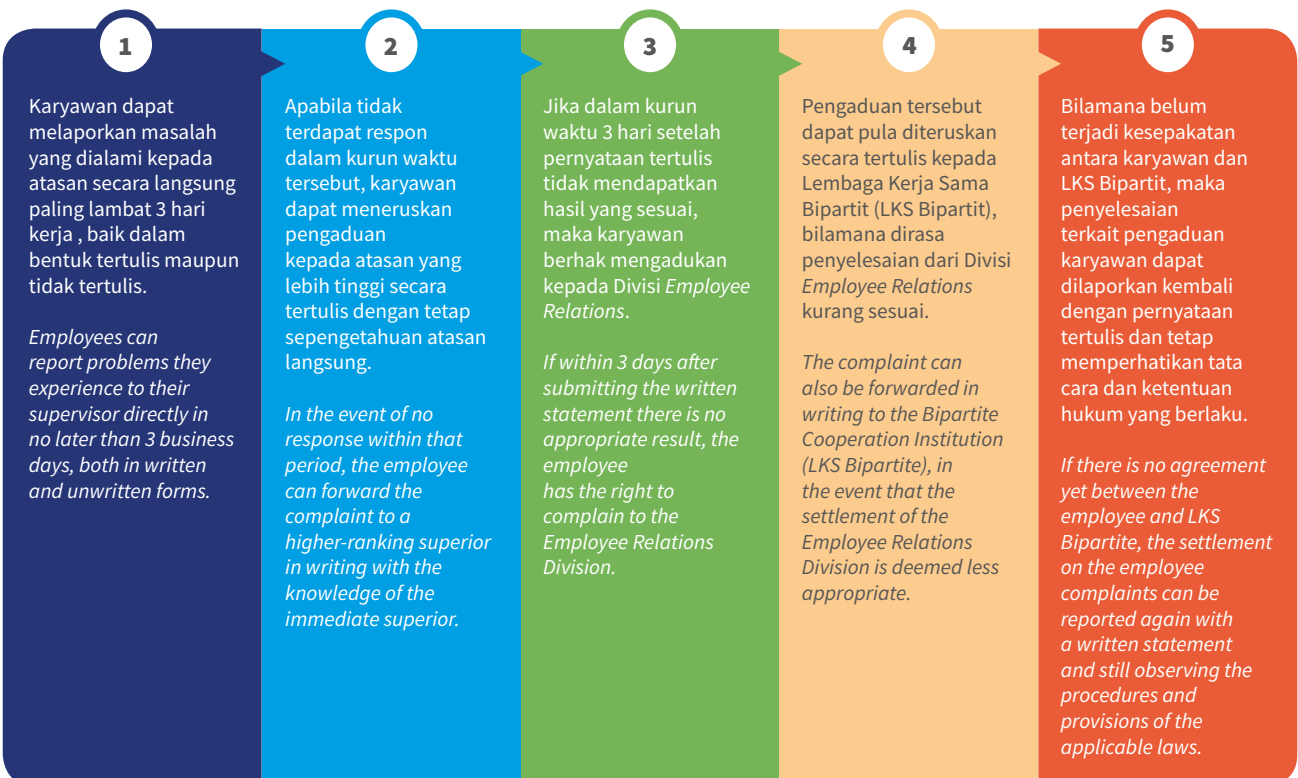 1
Karyawan dapat
melaporkan masalah
yang dialami kepada
atasan secara langsung
paling lambat 3 hari
kerja , baik dalam
bentuk tertulis maupun
tidak tertulis.
Employees can
report problems they
experience to their
supervisor directly in
no later than 3 business
days, both in written
and unwritten forms.
2
Apabila tidak
terdapat respon
dalam kurun waktu
tersebut, karyawan
dapat meneruskan
pengaduan
kepada atasan yang
lebih tinggi secara
tertulis dengan tetap
sepengetahuan atasan
langsung.
In the event of no
response within that
period, the employee
can forward the
complaint to a
higher-ranking superior
in writing with the
knowledge of the
immediate superior.
3
Jika dalam kurun
waktu 3 hari setelah
pernyataan tertulis
tidak mendapatkan
hasil yang sesuai,
maka karyawan
berhak mengadukan
kepada Divisi Employee
Relations.
If within 3 days after
submitting the written
statement there is no
appropriate result, the
employee
has the right to
complain to the
Employee Relations
Division.
4
Pengaduan tersebut
dapat pula diteruskan
secara tertulis kepada
Lembaga Kerja Sama
Bipartit (LKS Bipartit),
bilamana dirasa
penyelesaian dari Divisi
Employee Relations
kurang sesuai.
The complaint can
also be forwarded in
writing to the Bipartite
Cooperation Institution
(LKS Bipartite), in
the event that the
settlement of the
Employee Relations
Division is deemed less
appropriate.
5
Bilamana belum
terjadi kesepakatan
antara karyawan dan
LKS Bipartit, maka
penyelesaian
terkait pengaduan
karyawan dapat
dilaporkan kembali
dengan pernyataan
tertulis dan tetap
memperhatikan tata
cara dan ketentuan
hukum yang berlaku.
If there is no agreement
yet between the
employee and LKS
Bipartite, the settlement
on the employee
complaints can be
reported again with
a written statement
and still observing the
procedures and
provisions of the
applicable laws.